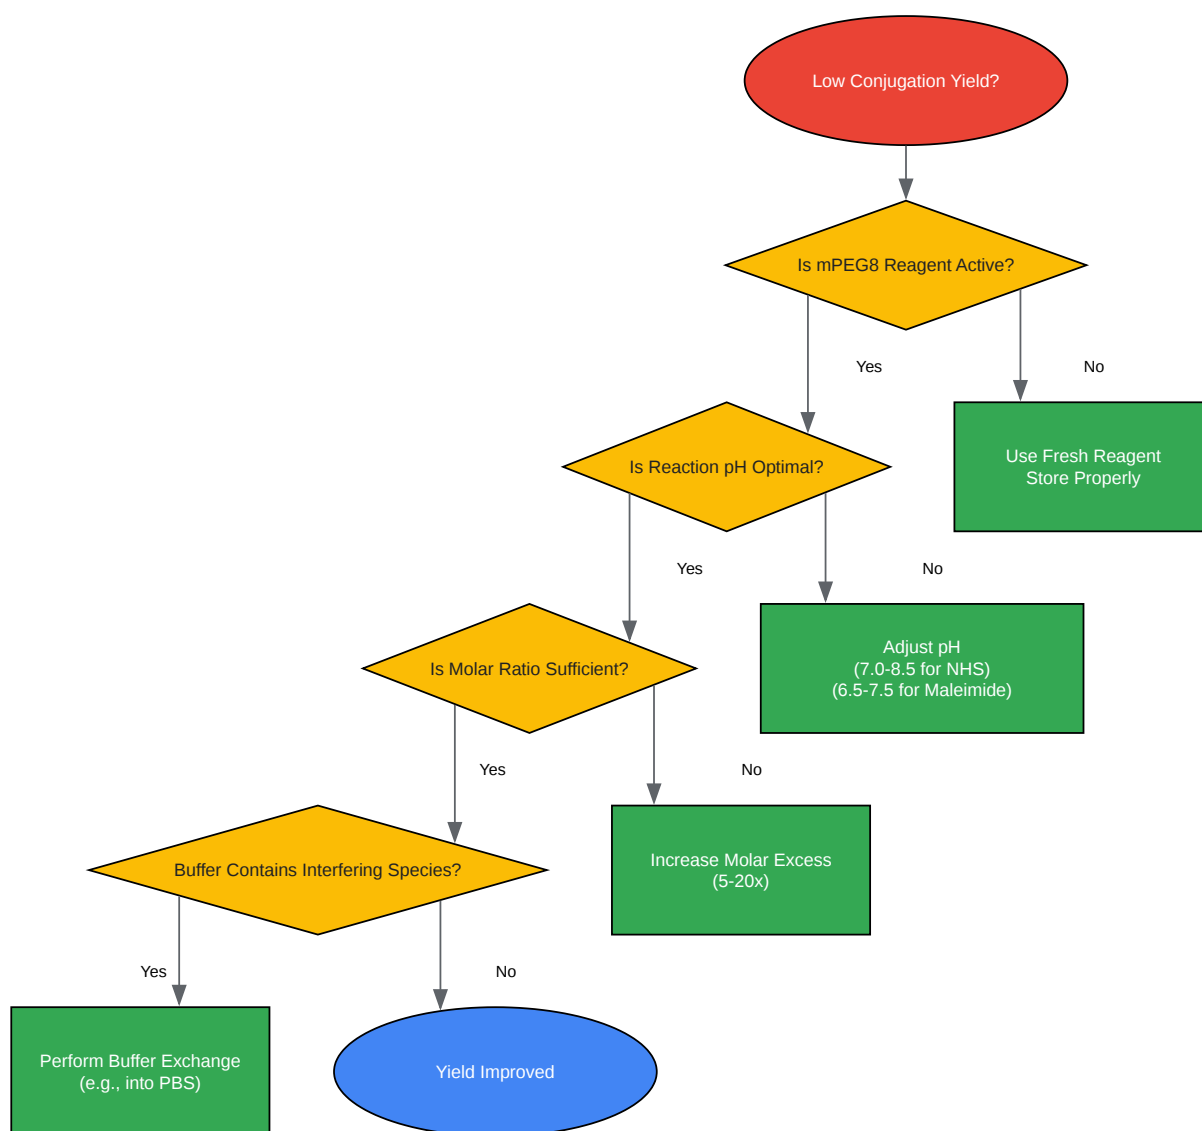 Low Conjugation Yield?
Is mPEG8 Reagent Active?
Yes
No
Use Fresh Reagent
Store Properly
Is Reaction pH Optimal?
Yes
No
Adjust pH
(7.0-8.5 for NHS)
(6.5-7.5 for Maleimide)
Is Molar Ratio Sufficient?
Yes
No
Increase Molar Excess
(5-20x)
Buffer Contains Interfering Species?
Yes
No
Perform Buffer Exchange
(e.g., into PBS)
Yield Improved